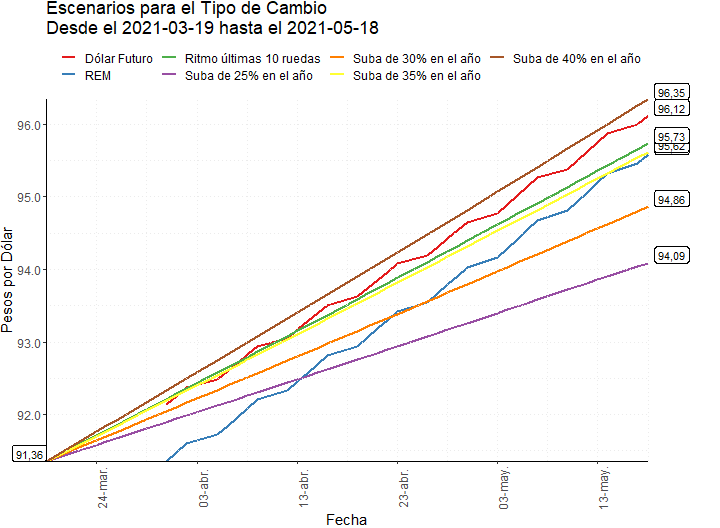 Escenarios para el Tipo de Cambio
Desde el 2021-03-19 hasta el 2021-05-18
Dólar Futuro Ritmo últimas 10 ruedas Suba de 30% en el año Suba de 40% en el año
REM Suba de 25% en el año Suba de 35% en el año
96,35
96,12
96.0
95,73
95,62
95.0
94,86
94,09
94.0
93.0
92.0
91,36
Pesos por Dólar
24-mar.
03-abr.
13-abr.
23-abr.
03-may.
13-may.
Fecha